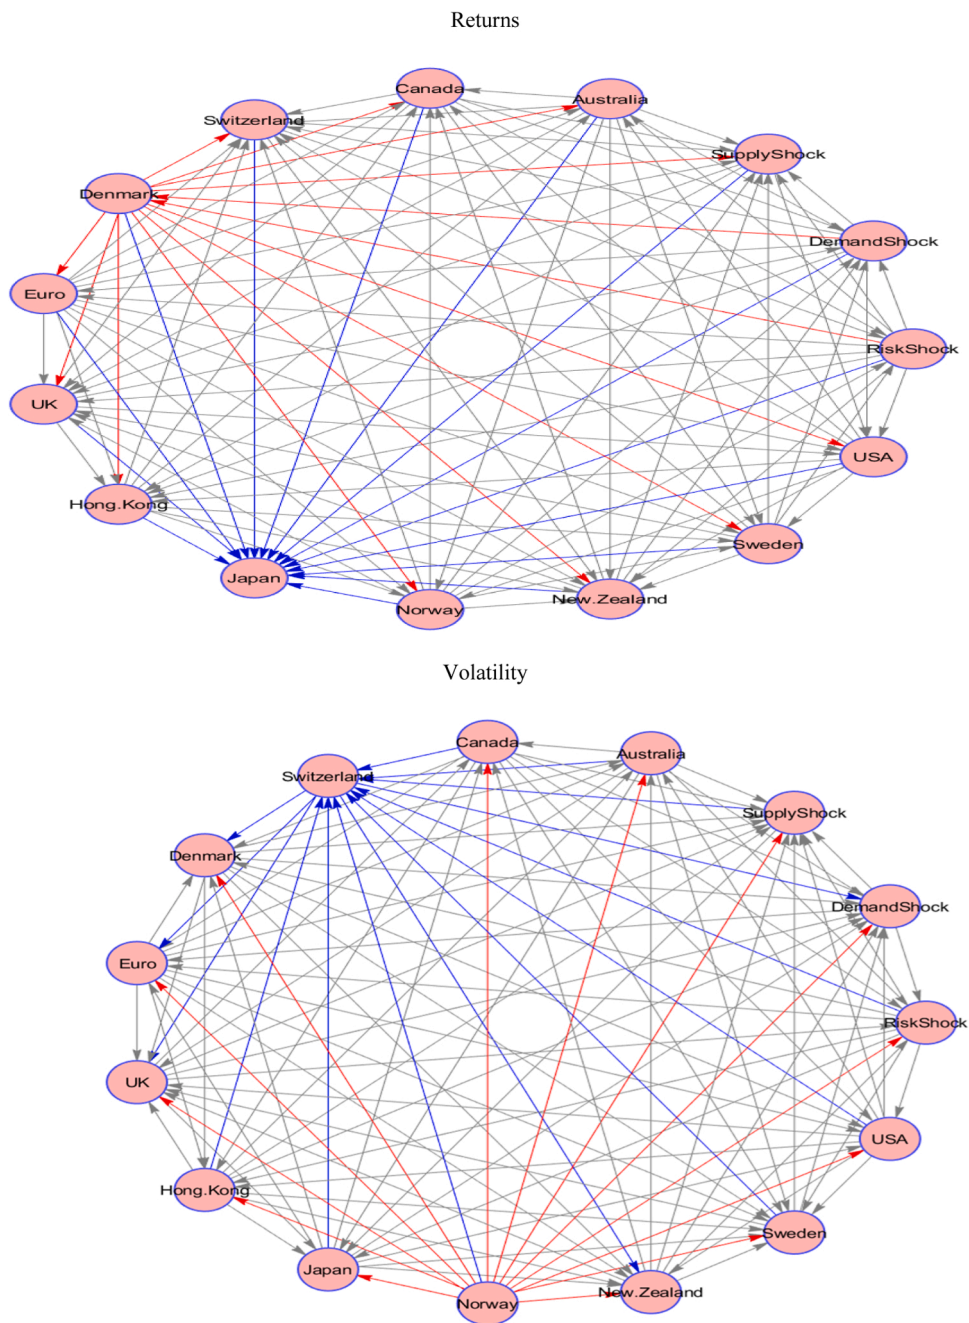 Returns
Canada
Australia
Switzerland
SupplyShock
Denmark
DemandShock
Euro
RiskShock
UK
USA
Hong.Kong
Sweden
Japan
New.Zealand
Norway
Volatility
Canada
Australia
Switzerland
SupplyShock
Denmark
DemandShock
Euro
RiskShock
UK
USA
Hong.Kong
Sweden
Japan
New.Zealand
Norway